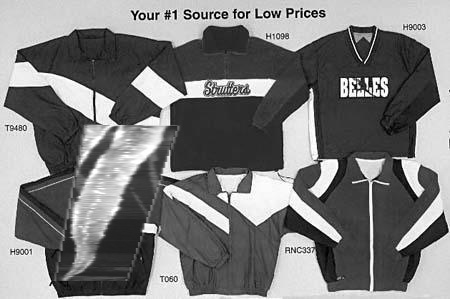 Your #1 Source for Low Prices
H1098
H9003
Strutters
BELLES
T9480
H9001
T060
RNC337